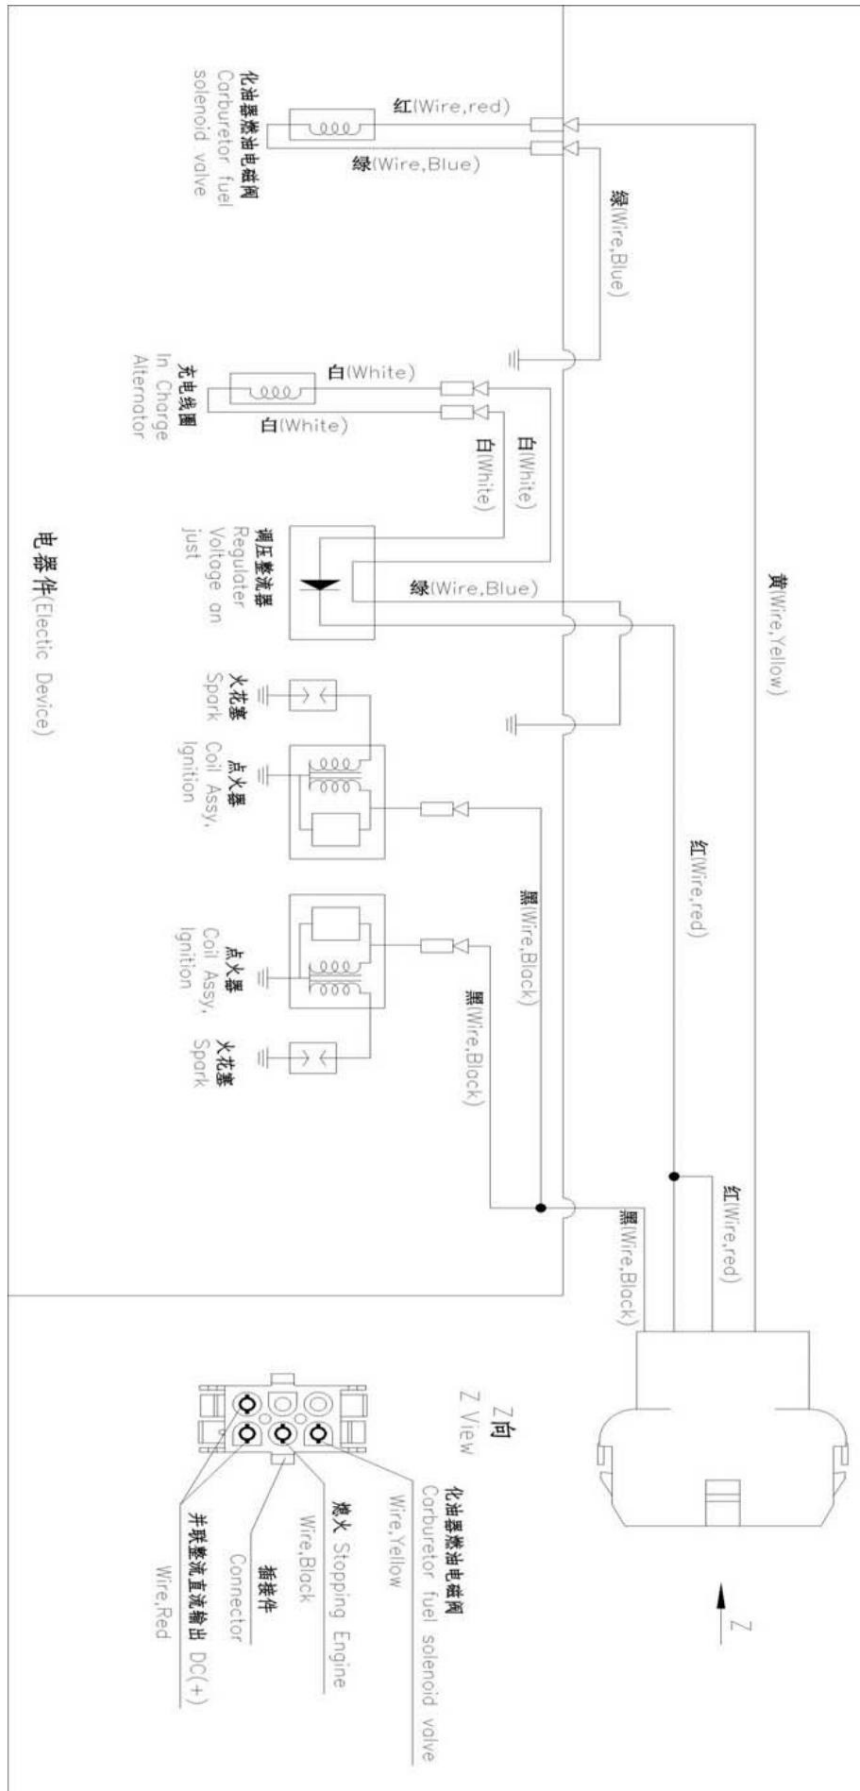 化油器燃油电磁阀
Carburetor fuel
solenoid valve
红(Wire,red)
绿(Wire,Blue)
绿(Wire,Blue)
充电线圈
In Charge
Alternator
白(White)
白(White)
白(White)
白(White)
调压整流器
Regulater
Voltage an
just
绿(Wire,Blue)
黄(Wire,Yellow)
电器件(Electic Device)
火花塞
Spark
点火器
Coil Assy,
Ignition
黑(Wire,Black)
红(Wire,red)
点火器
Coil Assy,
Ignition
黑(Wire,Black)
火花塞
Spark
红(Wire,red)
黑(Wire,Black)
Z向
Z View
Z
化油器燃油电磁阀
Carburetor fuel solenoid valve
Wire,Yellow
熄火 Stopping Engine
Wire,Black
插接件
Connector
并联整流直流输出 DC(+)
Wire,Red